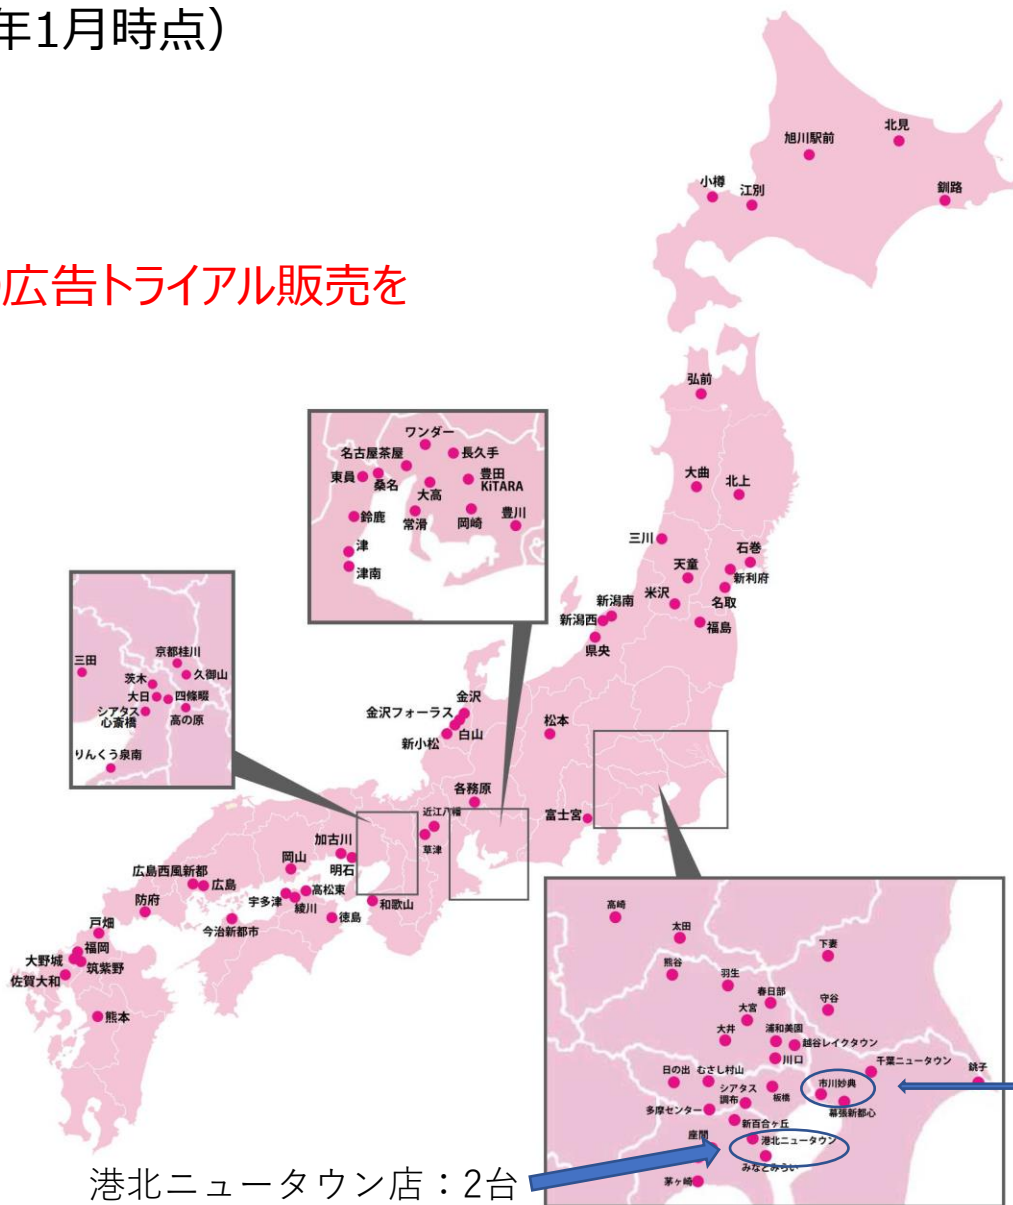 年1月時点）
広告トライアル販売を
旭川駅前
北見
小樽
江別
釧路
弘前
大曲
北上
三川
石巻
天童
新利府
米沢
名取
新潟南
新潟西
福島
県央
ワンダー
名古屋茶屋
長久手
東員
桑名
豊田
KiTARA
大高
鈴鹿
常滑
岡崎
豊川
津
津南
三田
京都桂川
茨木
久御山
大日
四條畷
シアタス
心斎橋
高の原
りんくう泉南
金沢
金沢フォーラス
白山
新小松
松本
各務原
富士宮
近江八幡
草津
加古川
明石
岡山
広島西風新都
広島
高松東
宇多津
綾川
和歌山
防府
徳島
今治新都市
戸畑
福岡
大野城
筑紫野
佐賀大和
熊本
高崎
太田
下妻
熊谷
羽生
春日部
守谷
大宮
大井
浦和美園
越谷レイクタウン
川口
千葉ニュータウン
銚子
日の出
むさし村山
シアタス
調布
板橋
市川妙典
幕張新都心
多摩センター
新百合ヶ丘
座間
港北ニュータウン
みなとみらい
茅ヶ崎
港北ニュータウン店：2台